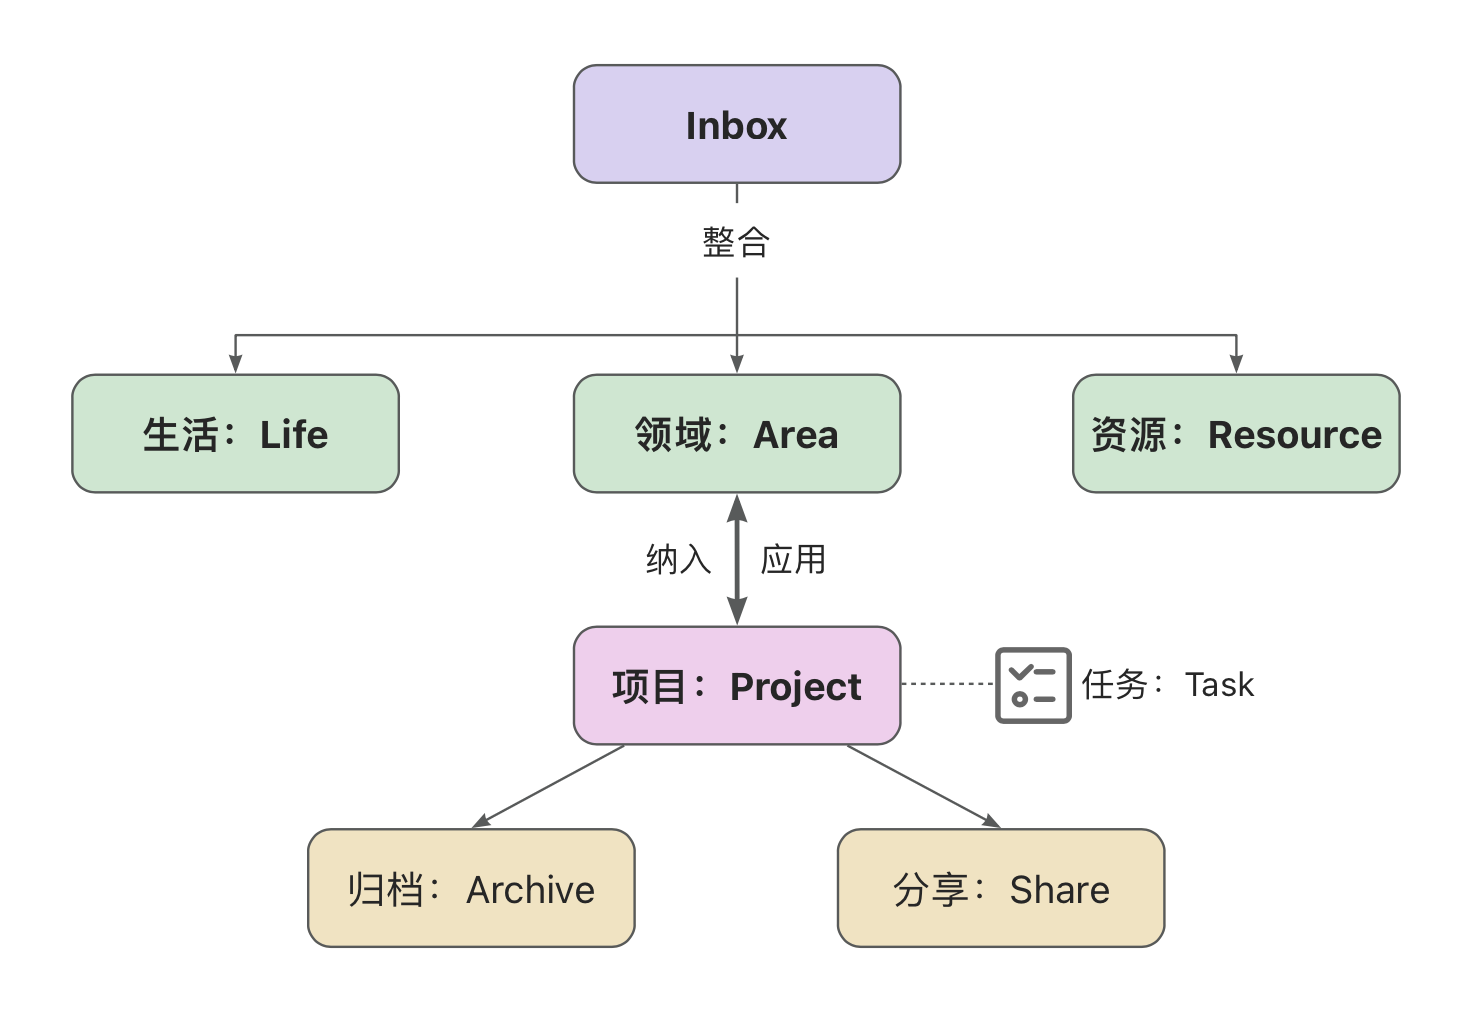 Inbox
整合
生活：Life
领域：Area
资源：Resource
纳入
应用
项目：Project
任务：Task
归档：Archive
分享：Share